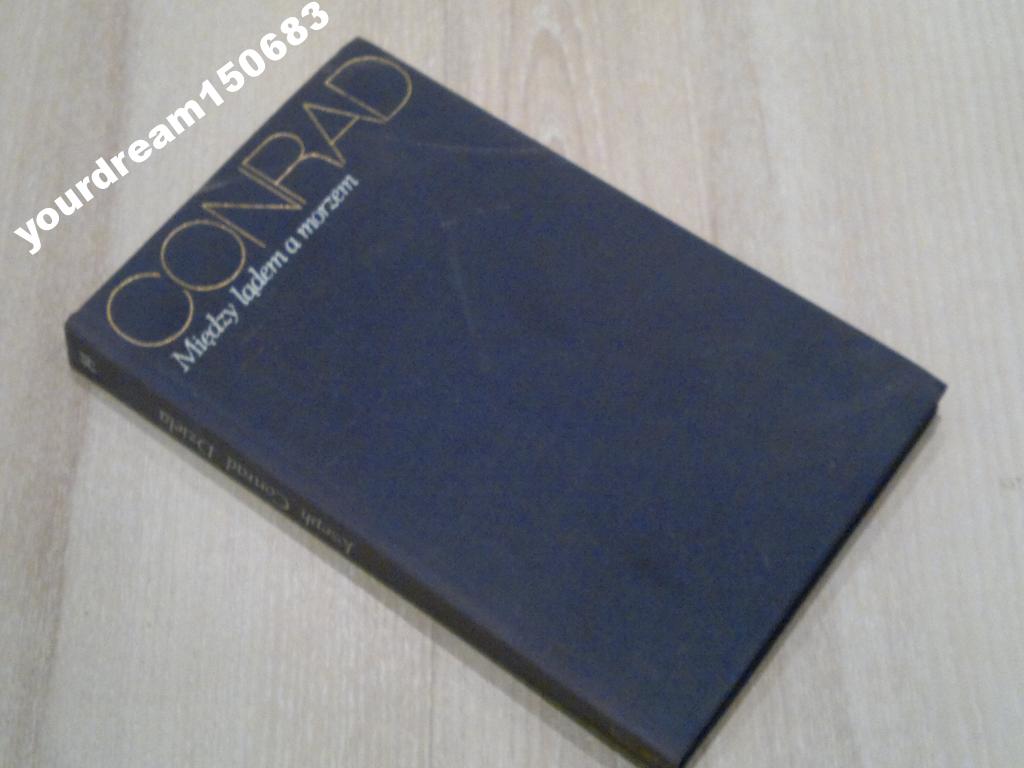 yourdream150683
CONRAD
Między lądem a morzem
Joseph Conrad Dzieła